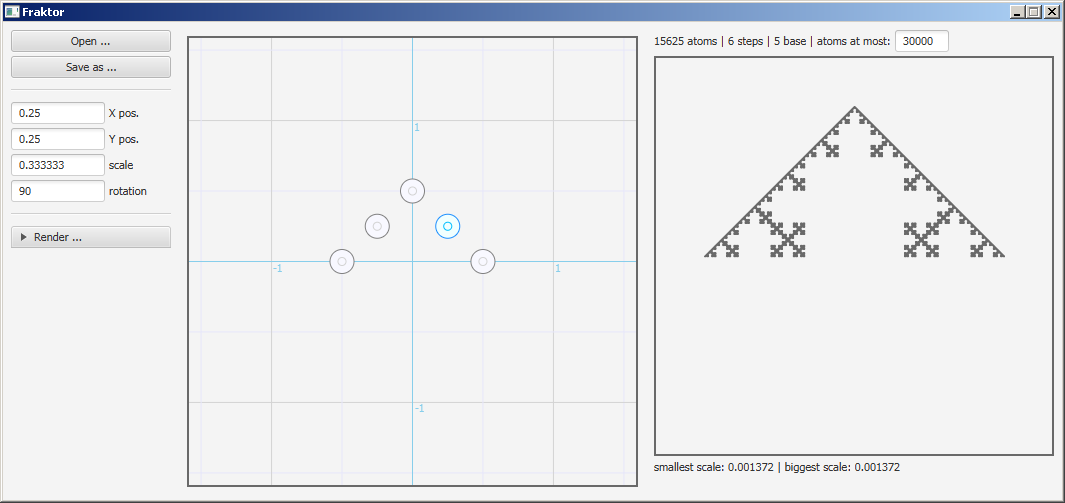 Fraktor
Open ...
Save as ...
0.25 X pos.
0.25 Y pos.
0.333333 scale
90 rotation
Render ...
1
-1
1
-1
15625 atoms | 6 steps | 5 base | atoms at most: 30000
smallest scale: 0.001372 | biggest scale: 0.001372